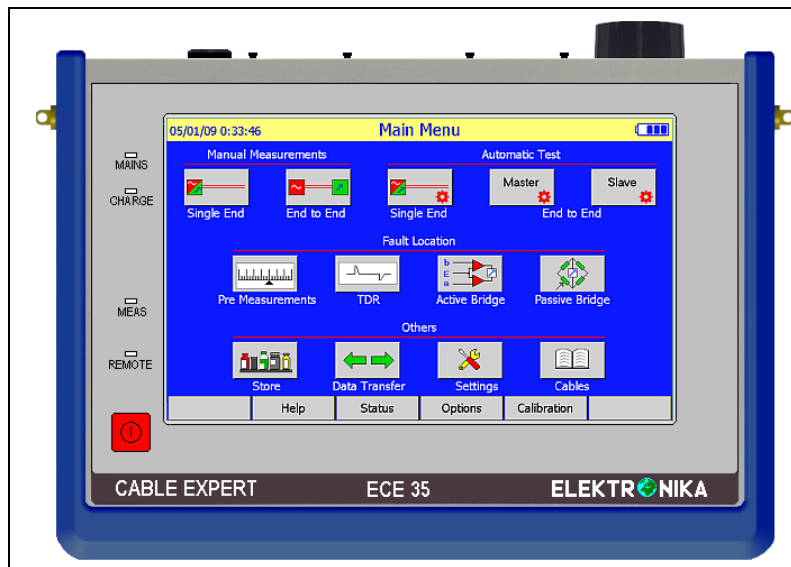 05/01/09 0:33:46 Main Menu
Manual Measurements Automatic Test
MAINS
Master Slave
CHARGE
Single End End to End Single End End to End
Fault Location
b
E
a
Pre Measurements TDR Active Bridge Passive Bridge
MEAS
Others
REMOTE
Store Data Transfer Settings Cables
Help Status Options Calibration
CABLE EXPERT ECE 35 ELEKTRONIKA